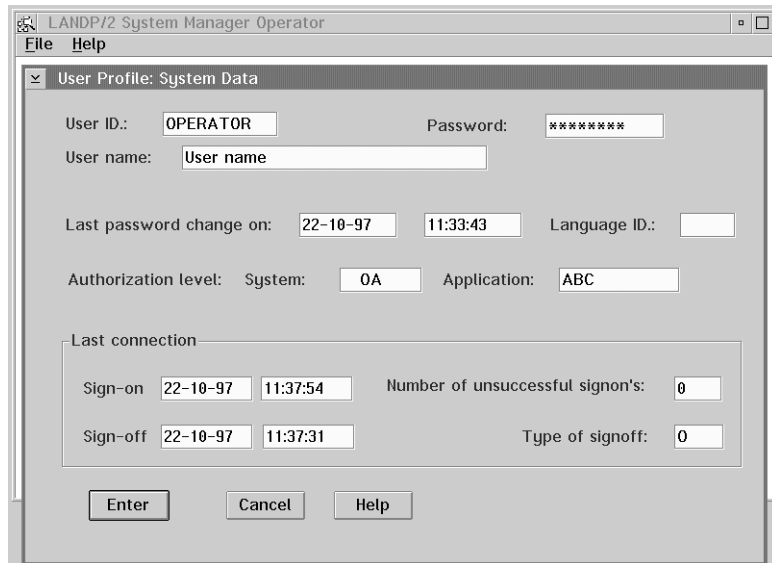 LANDP/2 System Manager Operator
File Help
User Profile: System Data
User ID.: OPERATOR Password: ********
User name: User name
Last password change on: 22-10-97 11:33:43 Language ID.:
Authorization level: System: OA Application: ABC
Last connection
Sign-on 22-10-97 11:37:54 Number of unsuccessful signon's: 0
Sign-off 22-10-97 11:37:31 Type of signoff: O
Enter Cancel Help